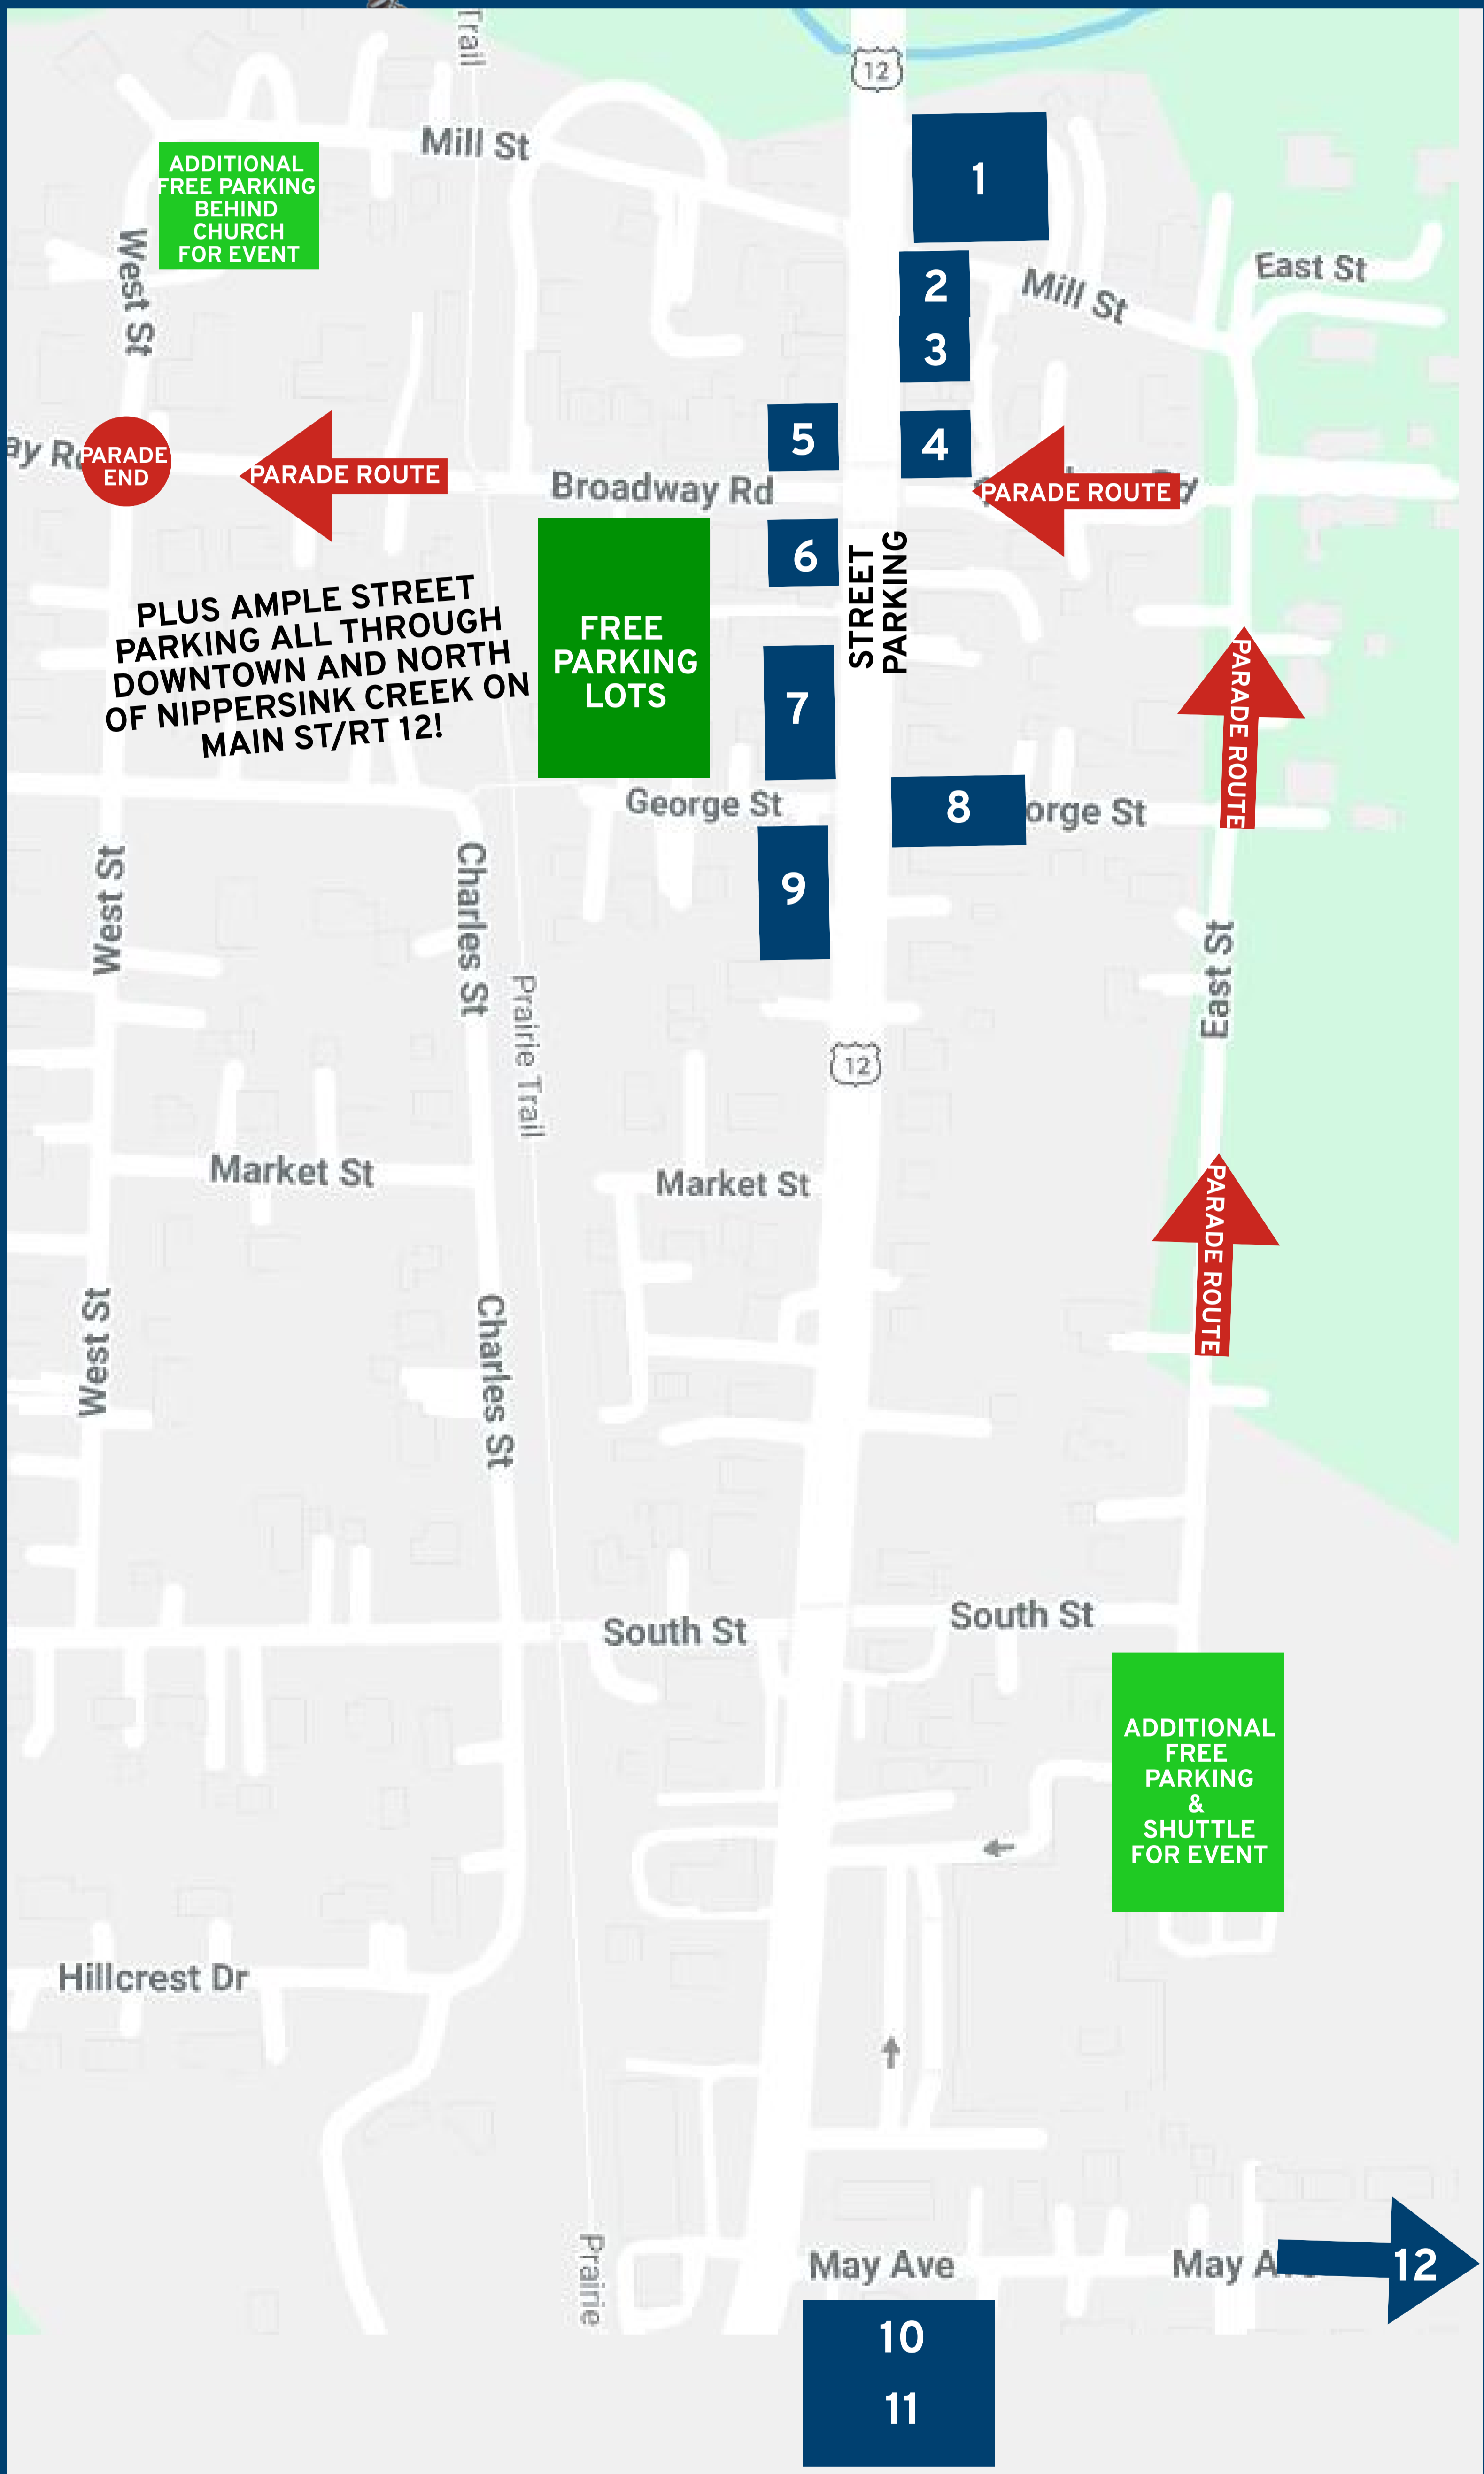 Trail
12
Mill St
1
ADDITIONAL
FREE PARKING
BEHIND
CHURCH
FOR EVENT
West St
2
Mill St
East St
3
5
4
ay R
PARADE
END
PARADE ROUTE
Broadway Rd
PARADE ROUTE
6
STREET
PARKING
PLUS AMPLE STREET
PARKING ALL THROUGH
DOWNTOWN AND NORTH
OF NIPPERSINK CREEK ON
MAIN ST/RT 12!
FREE
PARKING
LOTS
PARADE ROUTE
7
George St
8
orge St
9
West St
Charles St
East St
Prairie Trail
12
Market St
Market St
PARADE ROUTE
West St
Charles St
South St
South St
ADDITIONAL
FREE
PARKING
&
SHUTTLE
FOR EVENT
Hillcrest Dr
Prairie
May Ave
May A
12
10
11